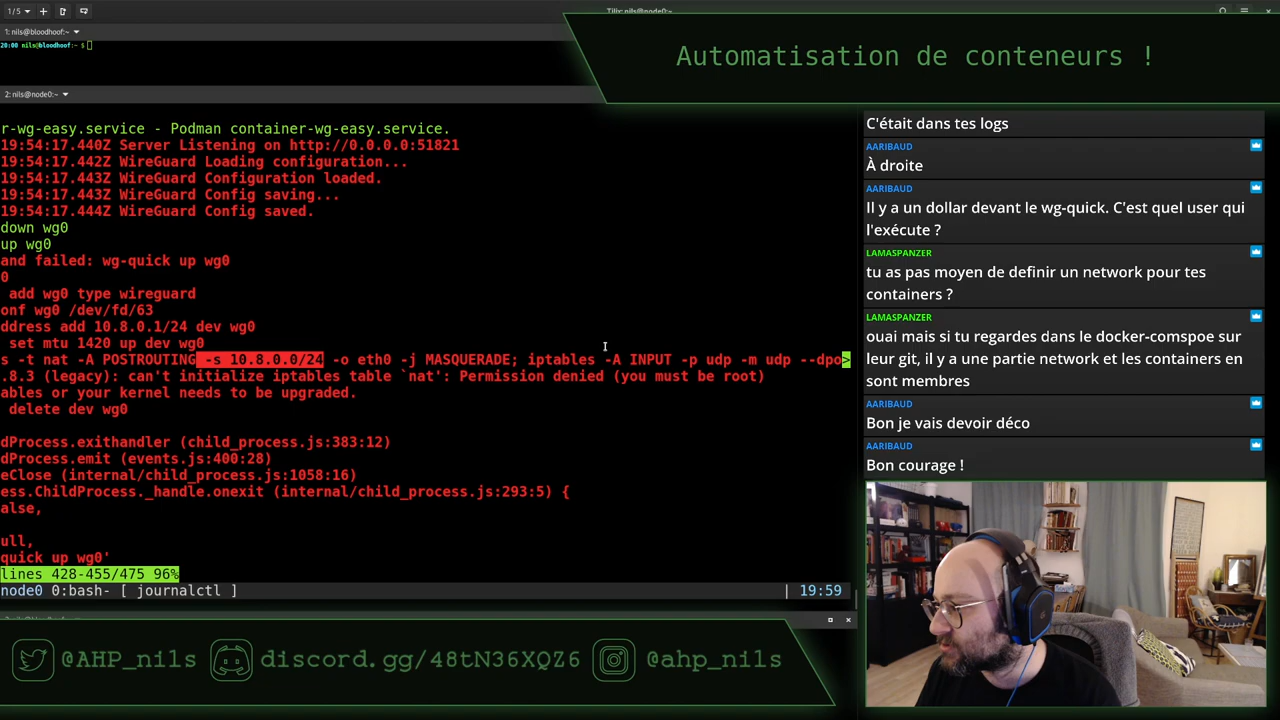 1/5
Tilix: nils@node0:~
1: nils@bloodhoof:~
20:00 nils@bloodhoof:~ $
Automatisation de conteneurs !
2: nils@node0:~
r-wg-easy.service - Podman container-wg-easy.service.
19:54:17.440Z Server Listening on http://0.0.0.0:51821
19:54:17.442Z WireGuard Loading configuration...
19:54:17.443Z WireGuard Configuration loaded.
19:54:17.443Z WireGuard Config saving...
19:54:17.444Z WireGuard Config saved.
down wg0
up wg0
and failed: wg-quick up wg0
0
add wg0 type wireguard
onf wg0 /dev/fd/63
ddress add 10.8.0.1/24 dev wg0
set mtu 1420 up dev wg0
s -t nat -A POSTROUTING -s 10.8.0.0/24 -o eth0 -j MASQUERADE; iptables -A INPUT -p udp -m udp --dpo>
.8.3 (legacy): can't initialize iptables table `nat': Permission denied (you must be root)
ables or your kernel needs to be upgraded.
delete dev wg0
dProcess.exithandler (child_process.js:383:12)
dProcess.emit (events.js:400:28)
eClose (internal/child_process.js:1058:16)
ess.ChildProcess._handle.onexit (internal/child_process.js:293:5) {
alse,
ull,
quick up wg0'
lines 428-455/475 96%
node0 0:bash- [ journalctl ] | 19:59
C'était dans tes logs
AARIBAUD
À droite
AARIBAUD
Il y a un dollar devant le wg-quick. C'est quel user qui
l'exécute ?
LAMASPANZER
tu as pas moyen de definir un network pour tes
containers ?
LAMASPANZER
ouai mais si tu regardes dans le docker-comspoe sur
leur git, il y a une partie network et les containers en
sont membres
AARIBAUD
Bon je vais devoir déco
AARIBAUD
Bon courage !
@AHP_nils discord.gg/48tN36XQZ6 @ahp_nils